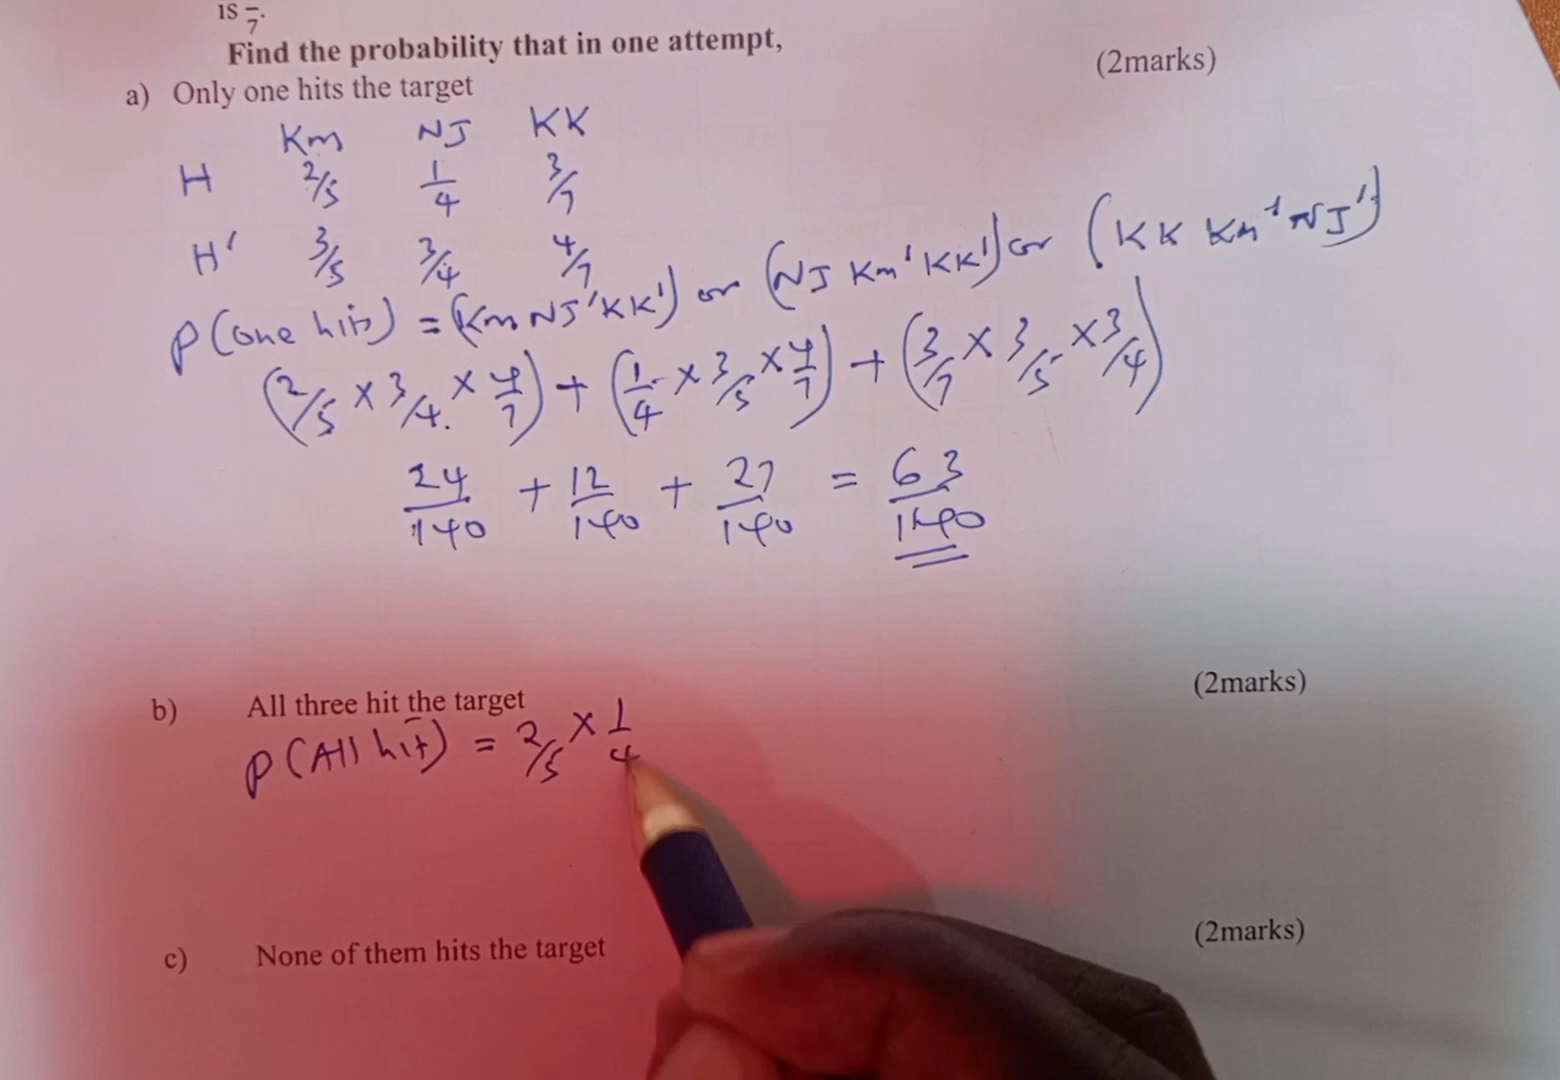 is –/7.
Find the probability that in one attempt,
a) Only one hits the target (2marks)
Km NJ KK
H 2/5 1/4 3/7
H' 3/5 3/4 4/7
P(one hits) = (Km NJ' KK') or (NJ Km' KK') or (KK Km' NJ')
(2/5 × 3/4 × 4/7) + (1/4 × 3/5 × 4/7) + (3/7 × 3/5 × 3/4)
24/140 + 12/140 + 27/140 = 63/140
b) All three hit the target (2marks)
P(All hit) = 2/5 × 1/4
c) None of them hits the target (2marks)